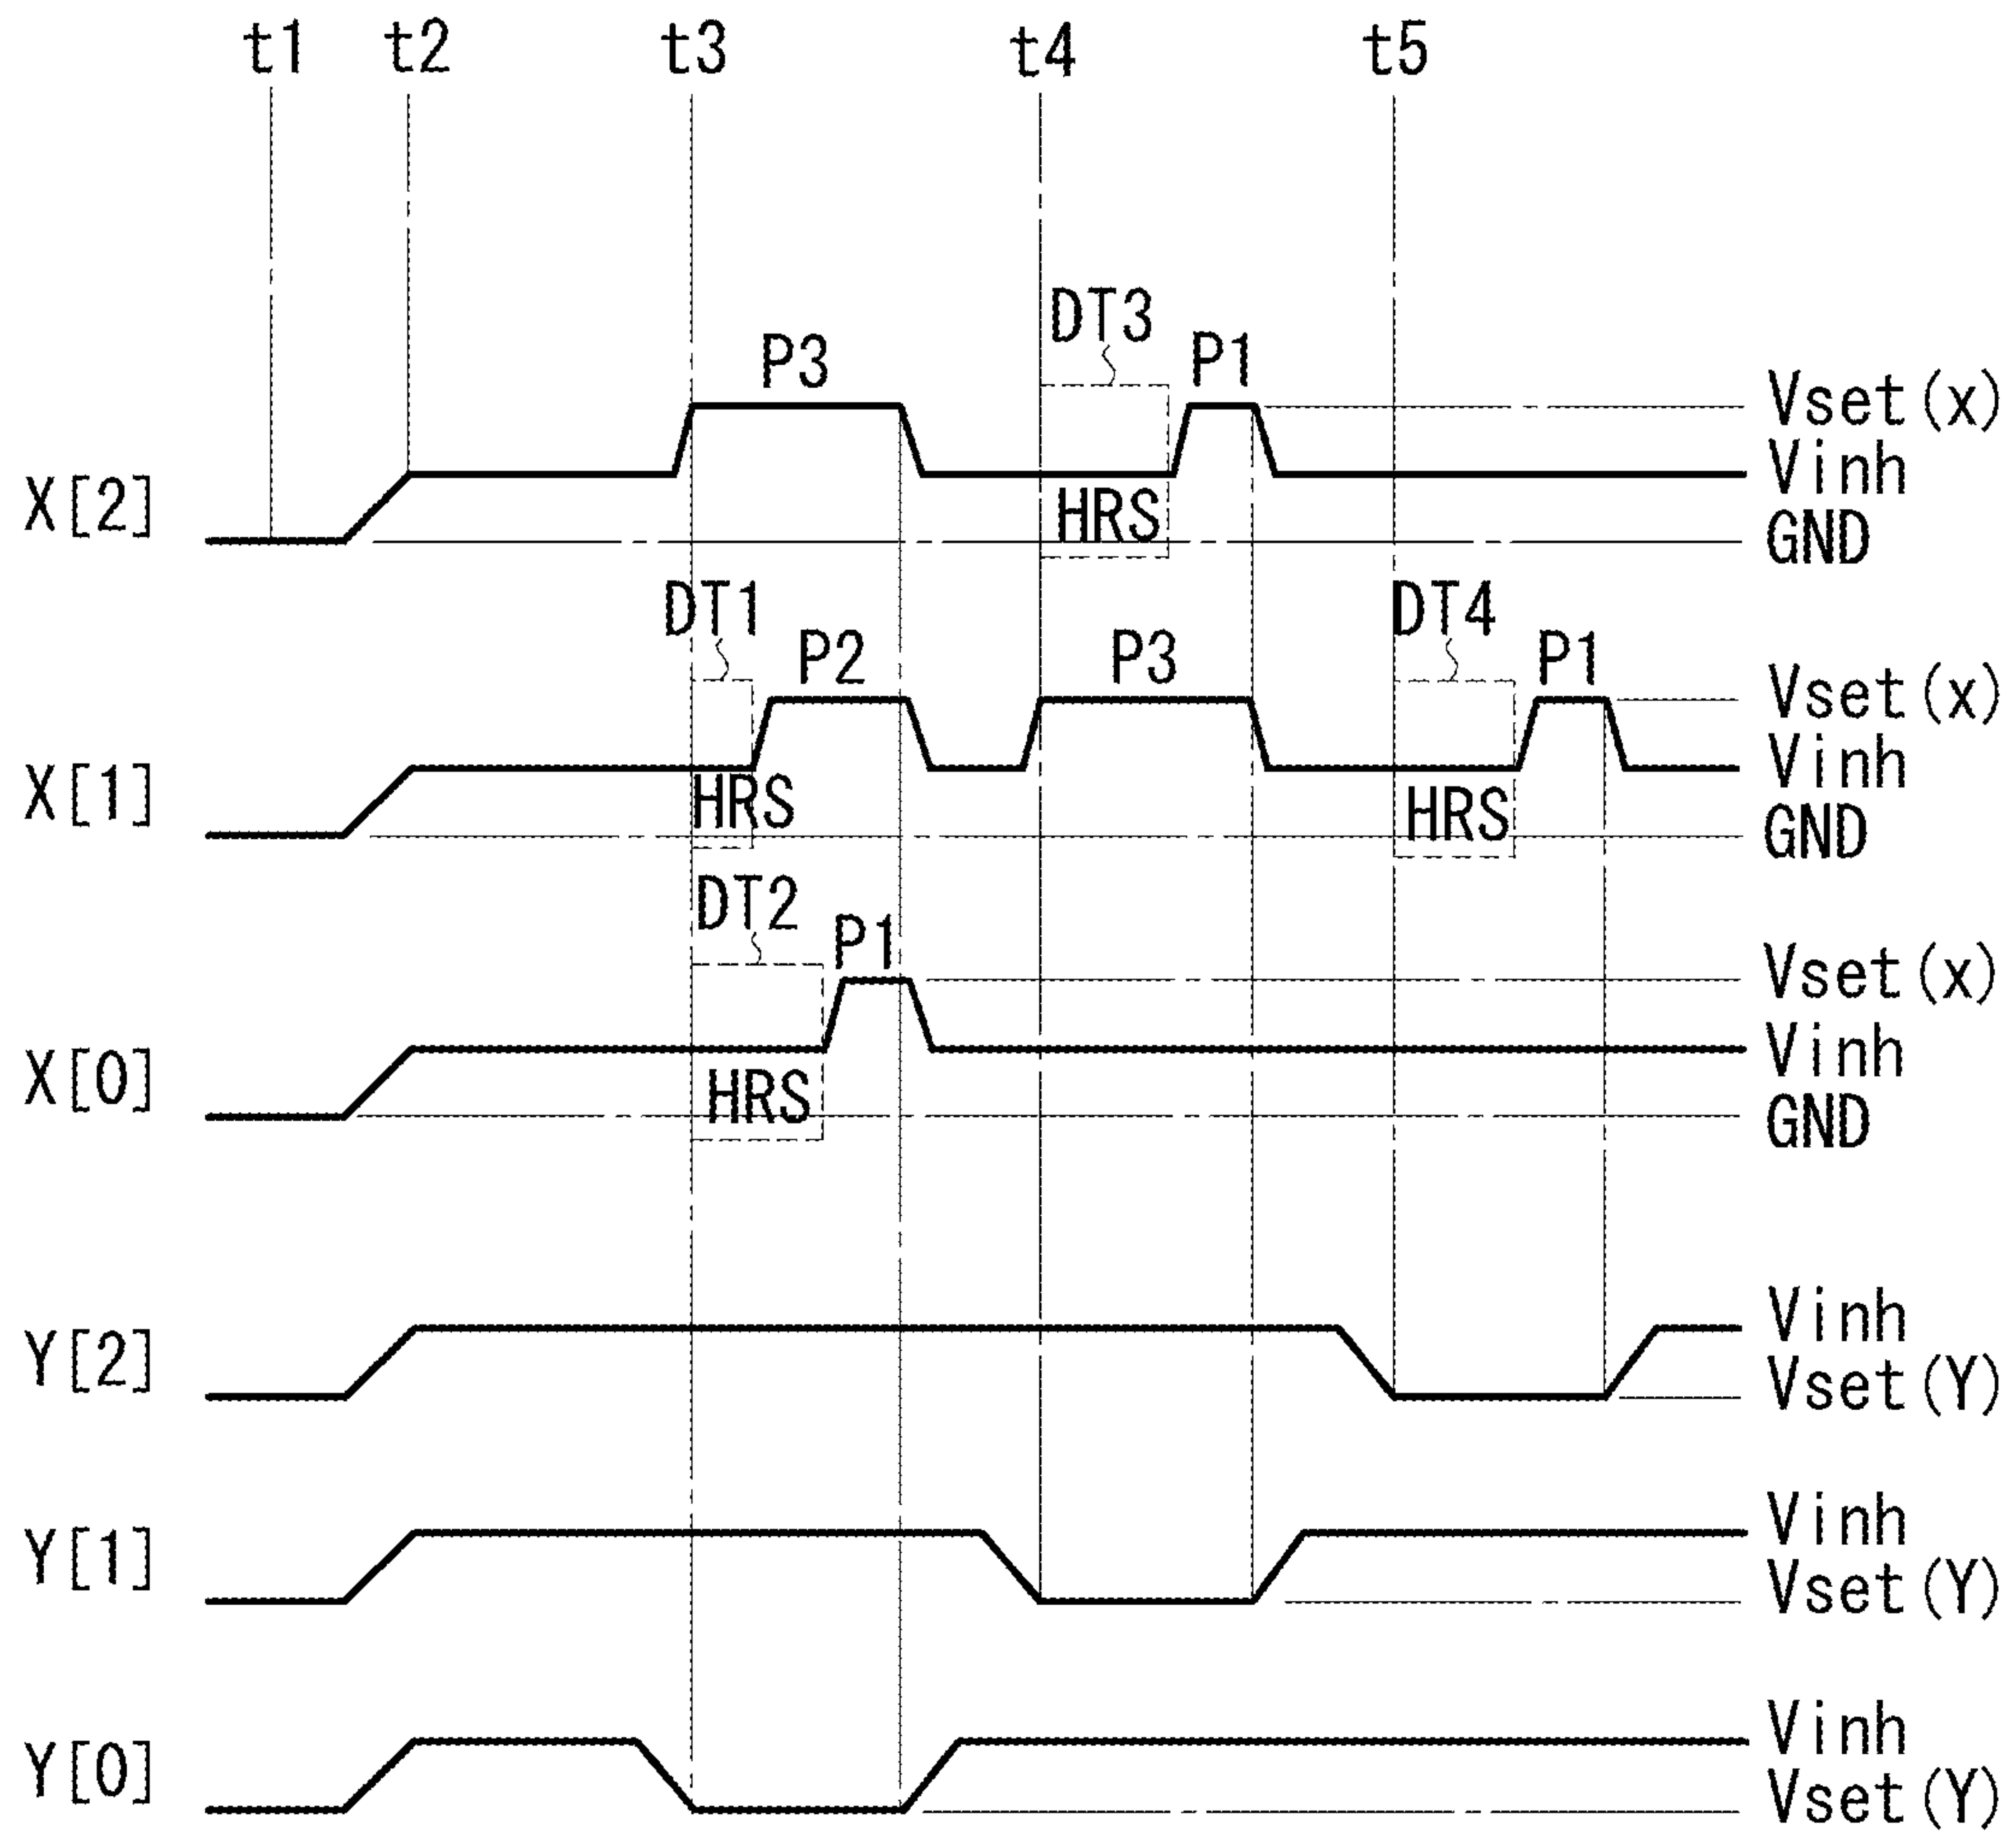 t1 t2 t3 t4 t5
DT3
P3 P1
Vset(x)
Vinh
X[2] HRS GND
DT1 DT4
P2 P3 P1
Vset(x)
Vinh
X[1] HRS HRS GND
DT2
P1
Vset(x)
Vinh
X[0] HRS GND
Vinh
Y[2] Vset(Y)
Vinh
Y[1] Vset(Y)
Vinh
Y[0] Vset(Y)